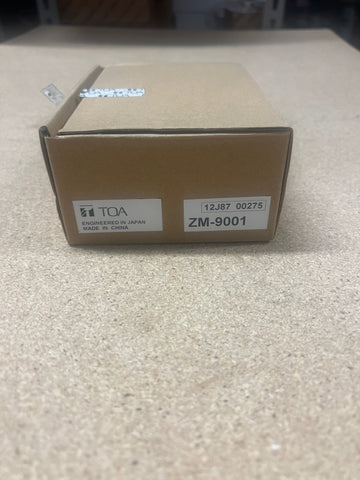 TOA
ENGINEERED IN JAPAN
MADE IN CHINA
12J87 00275
ZM-9001